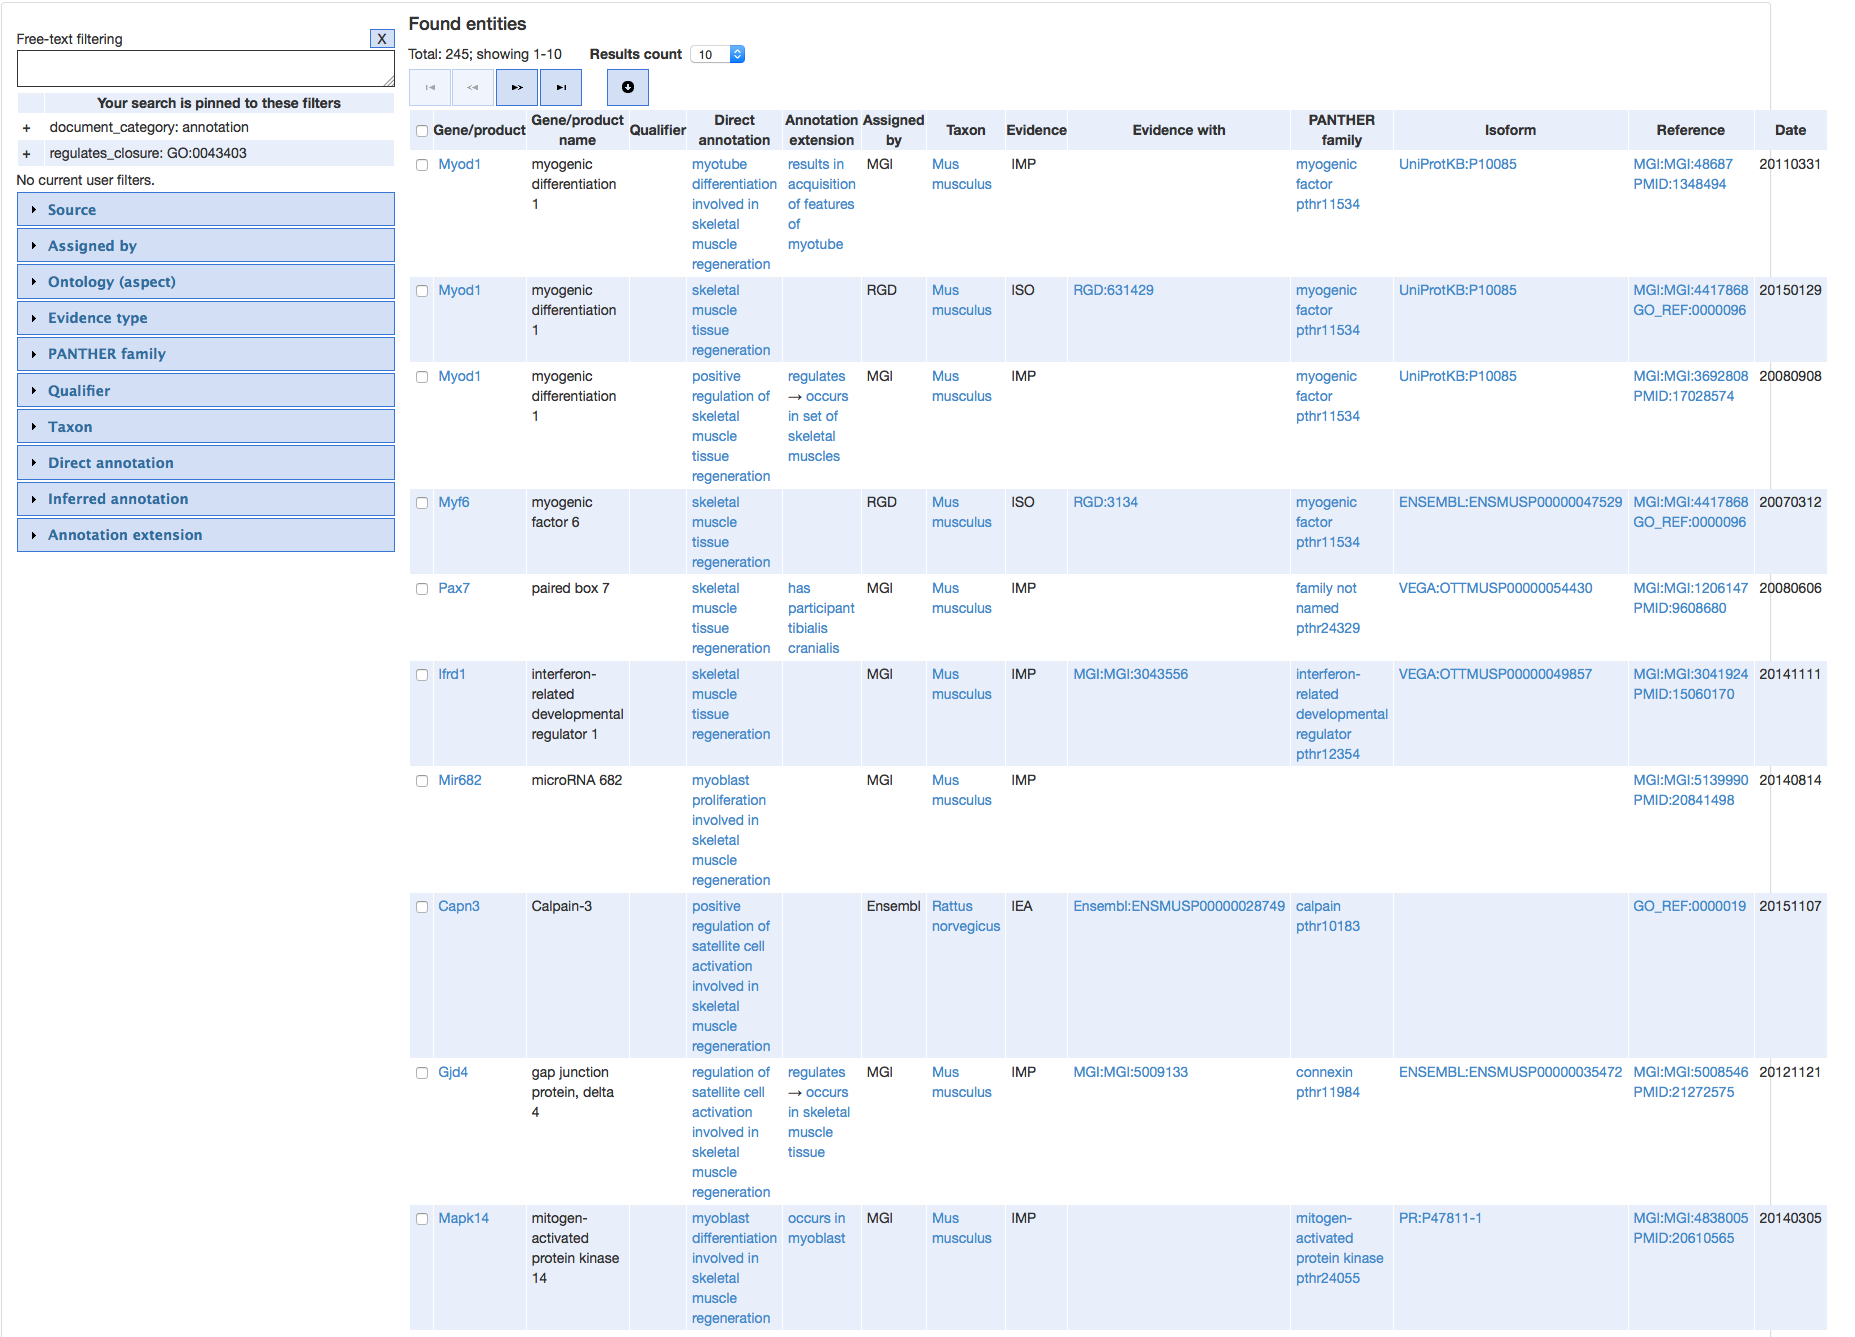 Free-text filtering
X
Your search is pinned to these filters
+ document_category: annotation
+ regulates_closure: GO:0043403
No current user filters.
Source
Assigned by
Ontology (aspect)
Evidence type
PANTHER family
Qualifier
Taxon
Direct annotation
Inferred annotation
Annotation extension
Found entities
Total: 245; showing 1-10 Results count 10
Gene/product Gene/product name Qualifier Direct annotation Annotation extension Assigned by Taxon Evidence Evidence with PANTHER family Isoform Reference Date
Myod1 myogenic myotube results in MGI Mus IMP myogenic UniProtKB:P10085 MGI:MGI:48687 20110331
differentiation differentiation acquisition musculus factor PMID:1348494
1 involved in of features pthr11534
skeletal of
muscle myotube
regeneration
Myod1 myogenic skeletal RGD Mus ISO RGD:631429 myogenic UniProtKB:P10085 MGI:MGI:4417868 20150129
differentiation muscle musculus factor GO_REF:0000096
1 tissue pthr11534
regeneration
Myod1 myogenic positive regulates MGI Mus IMP myogenic UniProtKB:P10085 MGI:MGI:3692808 20080908
differentiation regulation of → occurs musculus factor PMID:17028574
1 skeletal in set of pthr11534
muscle skeletal
tissue muscles
regeneration
Myf6 myogenic skeletal RGD Mus ISO RGD:3134 myogenic ENSEMBL:ENSMUSP00000047529 MGI:MGI:4417868 20070312
factor 6 muscle musculus factor GO_REF:0000096
tissue pthr11534
regeneration
Pax7 paired box 7 skeletal has MGI Mus IMP family not VEGA:OTTMUSP00000054430 MGI:MGI:1206147 20080606
muscle participant musculus named PMID:9608680
tissue tibialis pthr24329
regeneration cranialis
Ifrd1 interferon- skeletal MGI Mus IMP MGI:MGI:3043556 interferon- VEGA:OTTMUSP00000049857 MGI:MGI:3041924 20141111
related muscle musculus related PMID:15060170
developmental tissue developmental
regulator 1 regeneration regulator
pthr12354
Mir682 microRNA 682 myoblast MGI Mus IMP MGI:MGI:5139990 20140814
proliferation musculus PMID:20841498
involved in
skeletal
muscle
regeneration
Capn3 Calpain-3 positive Ensembl Rattus IEA Ensembl:ENSMUSP00000028749 calpain GO_REF:0000019 20151107
regulation of norvegicus pthr10183
satellite cell
activation
involved in
skeletal
muscle
regeneration
Gjd4 gap junction regulation of regulates MGI Mus IMP MGI:MGI:5009133 connexin ENSEMBL:ENSMUSP00000035472 MGI:MGI:5008546 20121121
protein, delta satellite cell → occurs musculus pthr11984 PMID:21272575
4 activation in skeletal
involved in muscle
skeletal tissue
muscle
regeneration
Mapk14 mitogen- myoblast occurs in MGI Mus IMP mitogen- PR:P47811-1 MGI:MGI:4838005 20140305
activated differentiation myoblast musculus activated PMID:20610565
protein kinase involved in protein kinase
14 skeletal pthr24055
muscle
regeneration